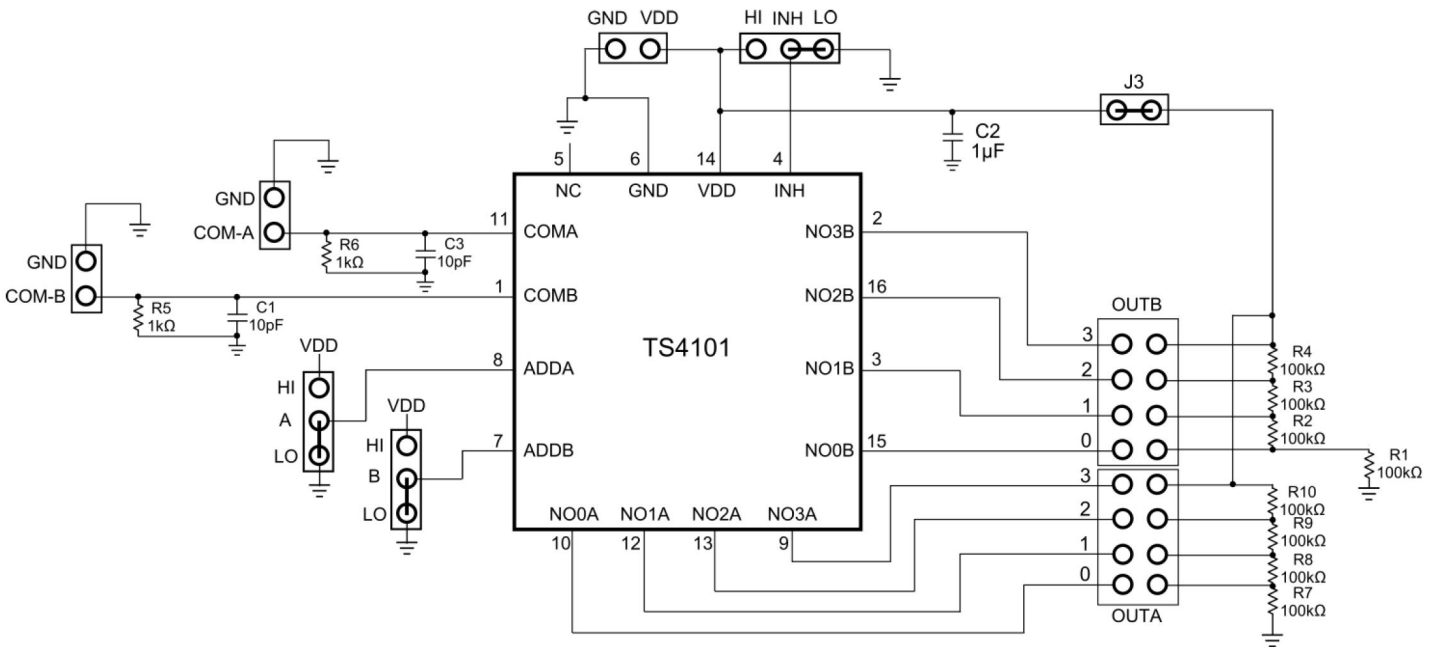 GND VDD
HI INH LO
J3
C2
1µF
5
6
14
4
NC
GND
VDD
INH
GND
COM-A
R6
1kΩ
C3
10pF
11
COMA
NO3B
2
GND
COM-B
R5
1kΩ
C1
10pF
1
COMB
NO2B
16
TS4101
VDD
HI
A
LO
8
ADDA
NO1B
3
VDD
HI
B
LO
7
ADDB
NO0B
15
NO0A
NO1A
NO2A
NO3A
10
12
13
9
OUTB
3
2
1
0
R4
100kΩ
R3
100kΩ
R2
100kΩ
R1
100kΩ
3
2
1
0
OUTA
R10
100kΩ
R9
100kΩ
R8
100kΩ
R7
100kΩ